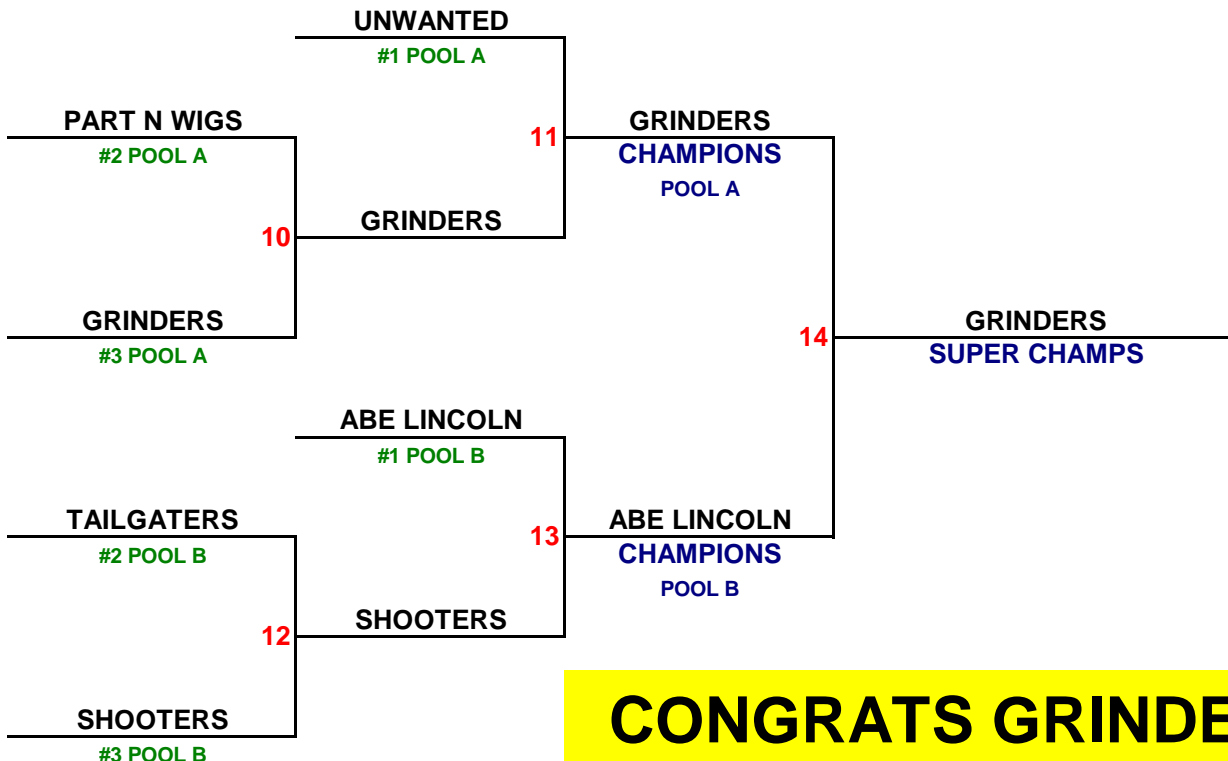 UNWANTED
#1 POOL A
PART N WIGS
#2 POOL A
11
GRINDERS
CHAMPIONS
POOL A
10
GRINDERS
GRINDERS
#3 POOL A
14
GRINDERS
SUPER CHAMPS
ABE LINCOLN
#1 POOL B
TAILGATERS
#2 POOL B
13
ABE LINCOLN
CHAMPIONS
POOL B
12
SHOOTERS
SHOOTERS
#3 POOL B
CONGRATS GRINDE